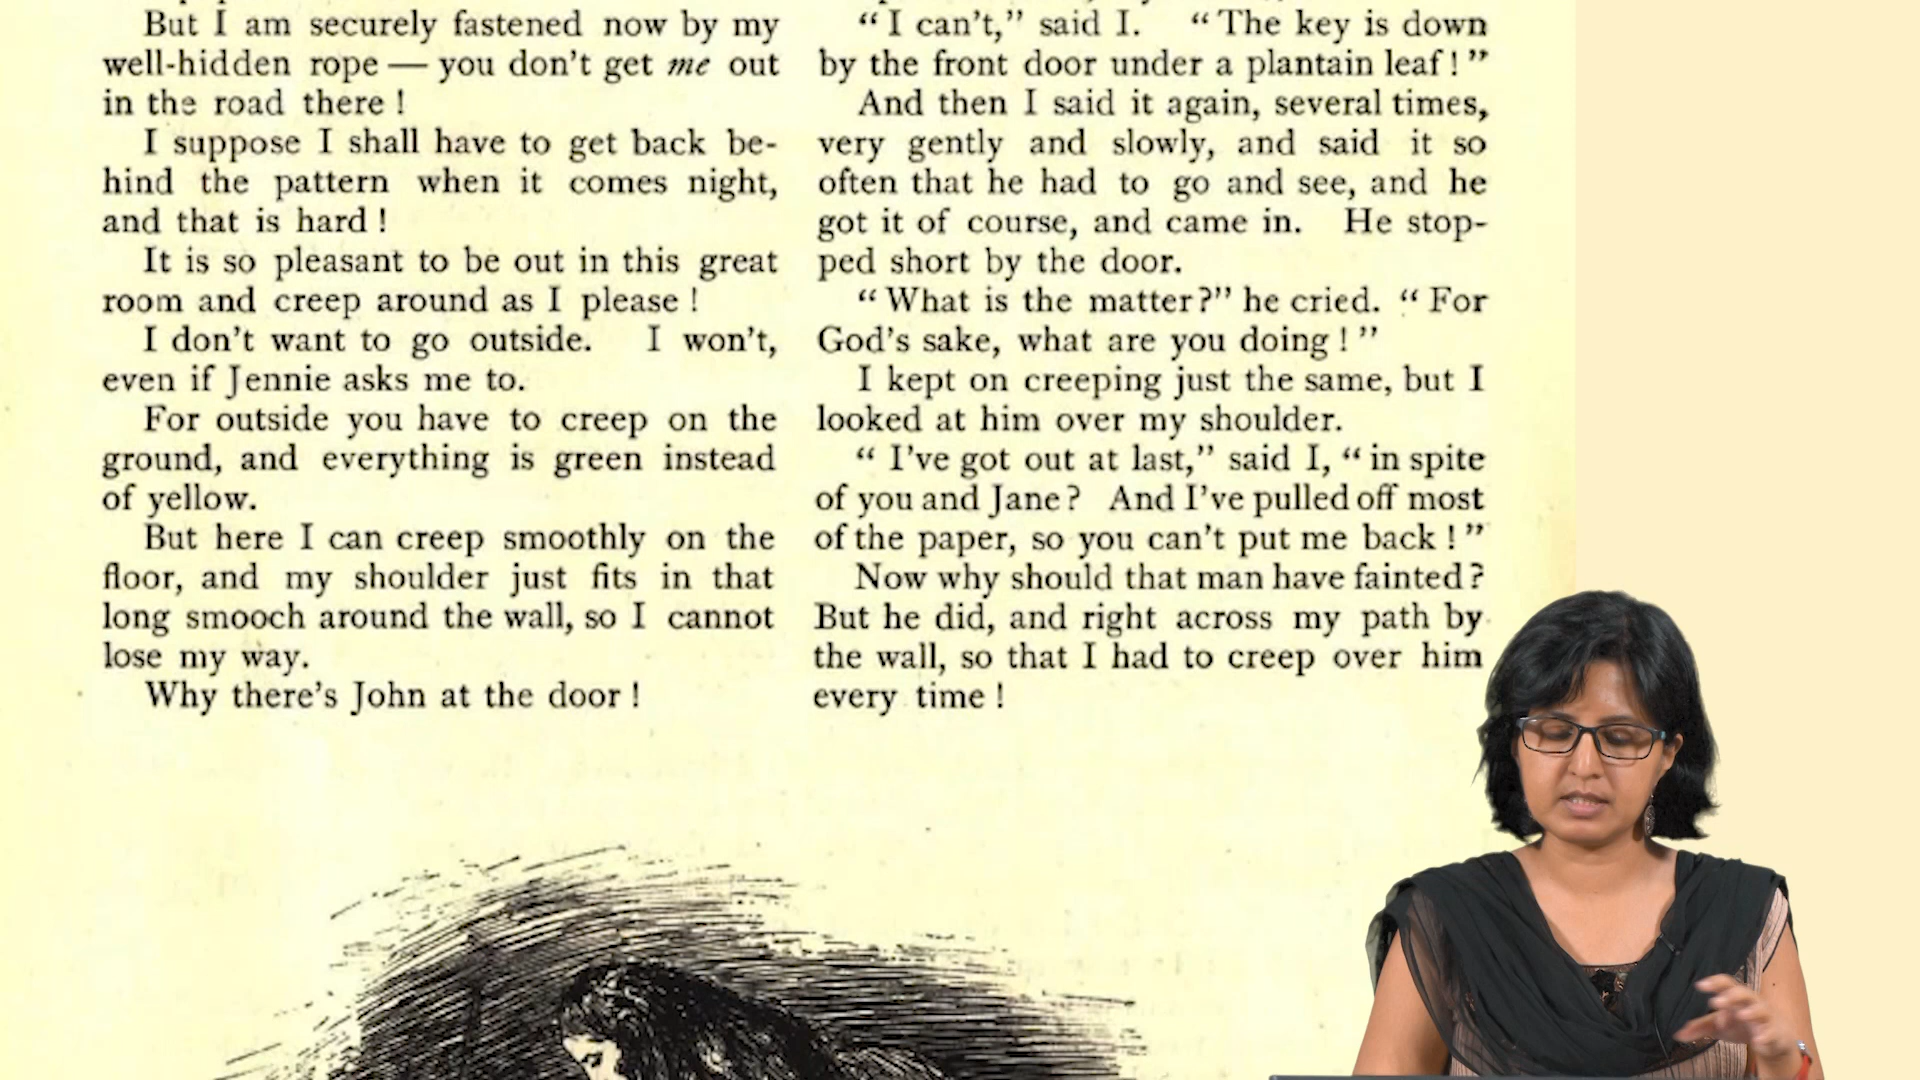 But I am securely fastened now by my
well-hidden rope — you don't get me out
in the road there !
I suppose I shall have to get back be-
hind the pattern when it comes night,
and that is hard !
It is so pleasant to be out in this great
room and creep around as I please !
I don't want to go outside. I won't,
even if Jennie asks me to.
For outside you have to creep on the
ground, and everything is green instead
of yellow.
But here I can creep smoothly on the
floor, and my shoulder just fits in that
long smooch around the wall, so I cannot
lose my way.
Why there's John at the door !
“ I can't,” said I. “ The key is down
by the front door under a plantain leaf ! ”
And then I said it again, several times,
very gently and slowly, and said it so
often that he had to go and see, and he
got it of course, and came in. He stop-
ped short by the door.
“ What is the matter ?” he cried. “ For
God's sake, what are you doing ! ”
I kept on creeping just the same, but I
looked at him over my shoulder.
“ I've got out at last,” said I, “ in spite
of you and Jane ? And I've pulled off most
of the paper, so you can't put me back ! ”
Now why should that man have fainted ?
But he did, and right across my path by
the wall, so that I had to creep over him
every time !